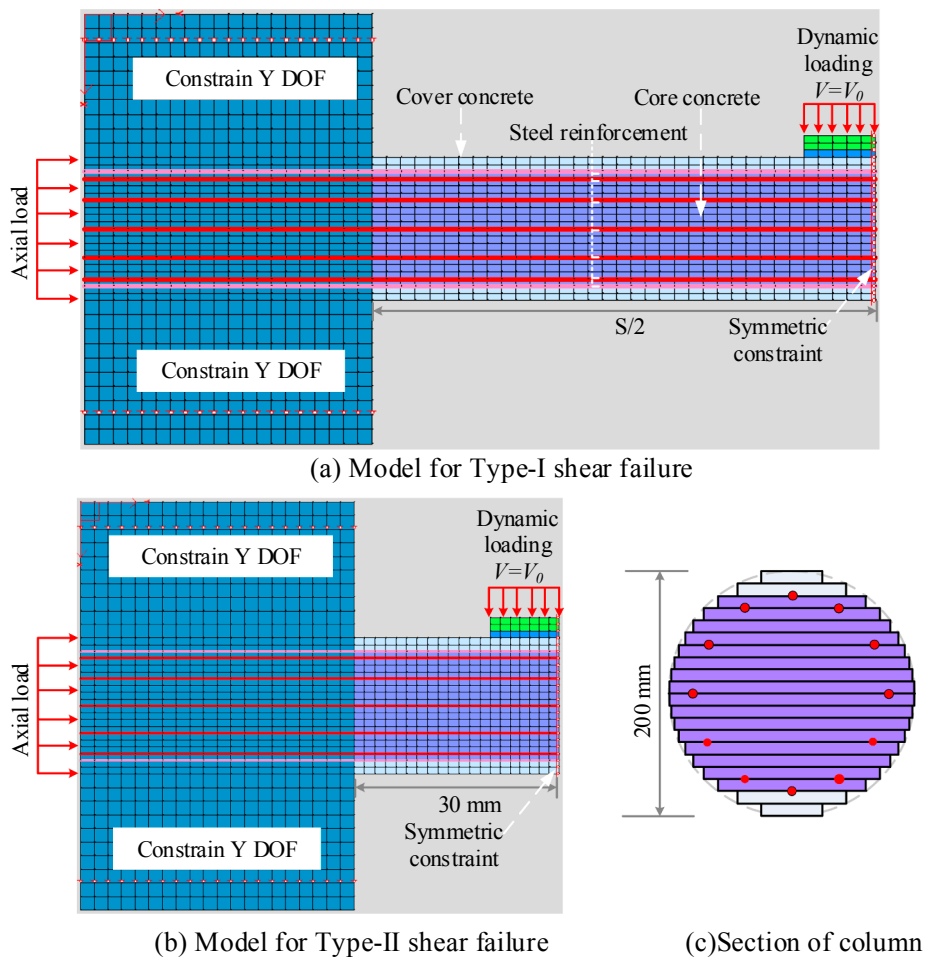 Constrain Y DOF
Dynamic
loading
V=V0
Cover concrete
Core concrete
Steel reinforcement
Axial load
S/2
Constrain Y DOF
Symmetric
constraint
(a) Model for Type-I shear failure
Constrain Y DOF
Dynamic
loading
V=V0
Axial load
200 mm
30 mm
Symmetric
constraint
Constrain Y DOF
(b) Model for Type-II shear failure
(c)Section of column